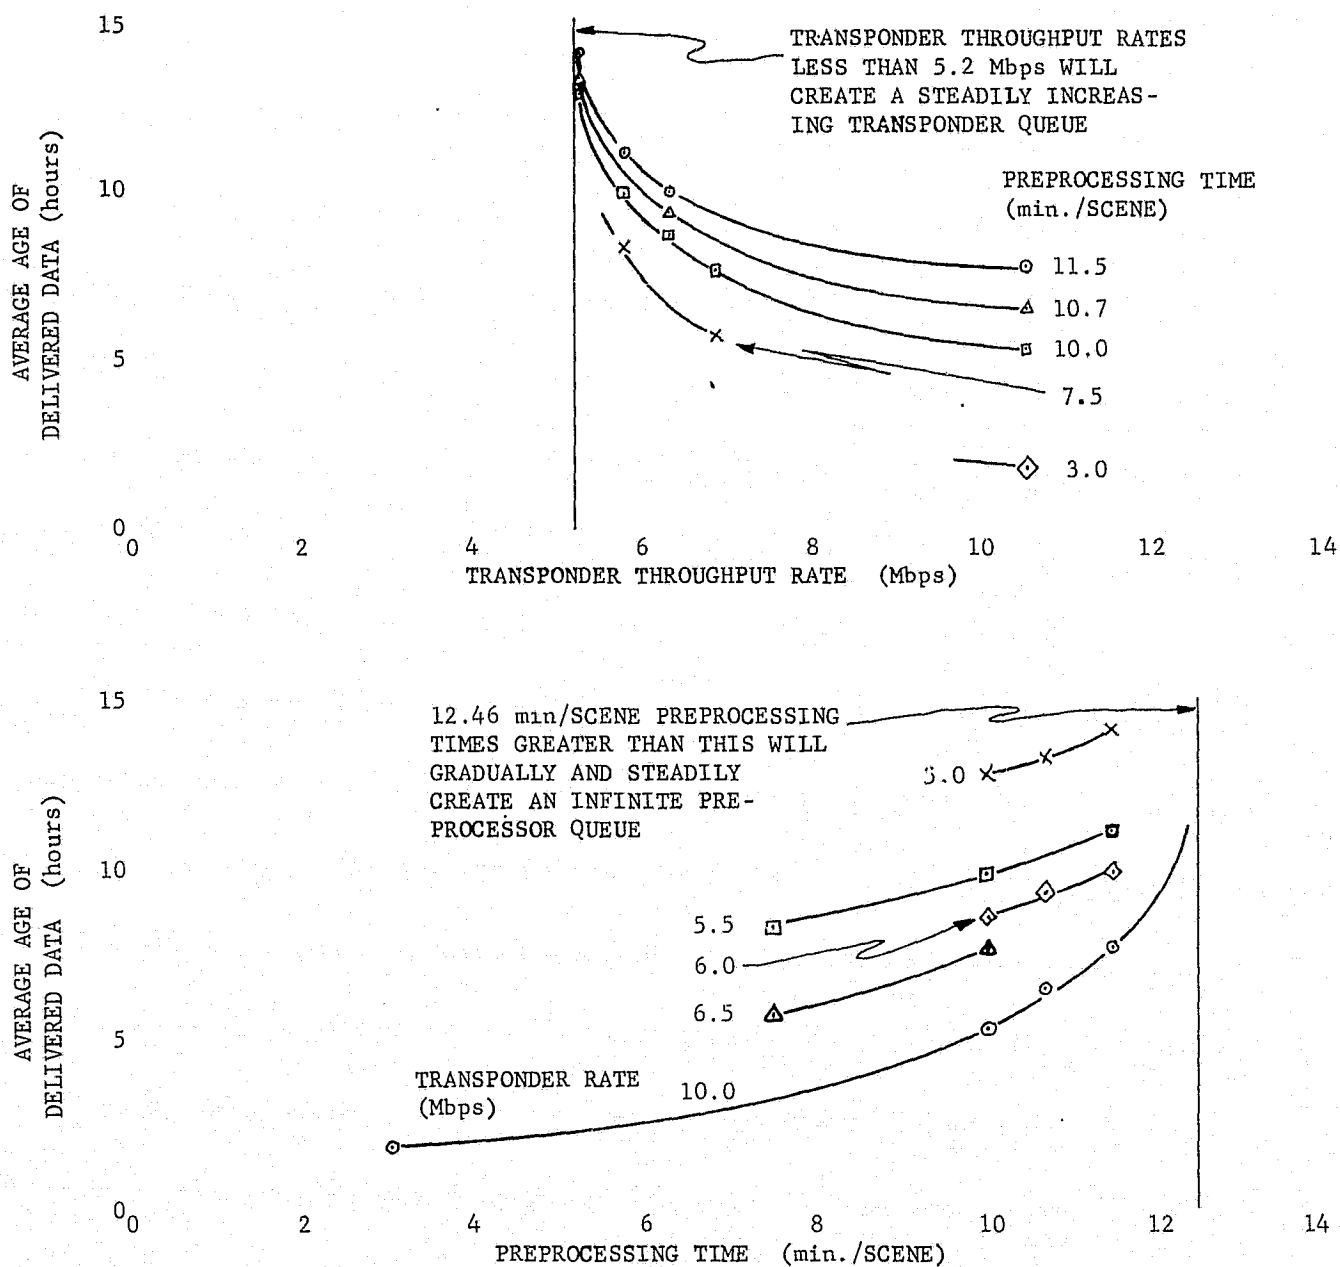 15
TRANSPONDER THROUGHPUT RATES
LESS THAN 5.2 Mbps WILL
CREATE A STEADILY INCREAS-
ING TRANSPONDER QUEUE
AVERAGE AGE OF
DELIVERED DATA (hours)
10
PREPROCESSING TIME
(min./SCENE)
11.5
10.7
10.0
5
7.5
3.0
0
0 2 4 6 8 10 12 14
TRANSPONDER THROUGHPUT RATE (Mbps)
15
12.46 min/SCENE PREPROCESSING
TIMES GREATER THAN THIS WILL
GRADUALLY AND STEADILY
CREATE AN INFINITE PRE-
PROCESSOR QUEUE
AVERAGE AGE OF
DELIVERED DATA (hours)
10
5.5
6.0
6.5
5
TRANSPONDER RATE
(Mbps)
10.0
0
0 2 4 6 8 10 12 14
PREPROCESSING TIME (min./SCENE)